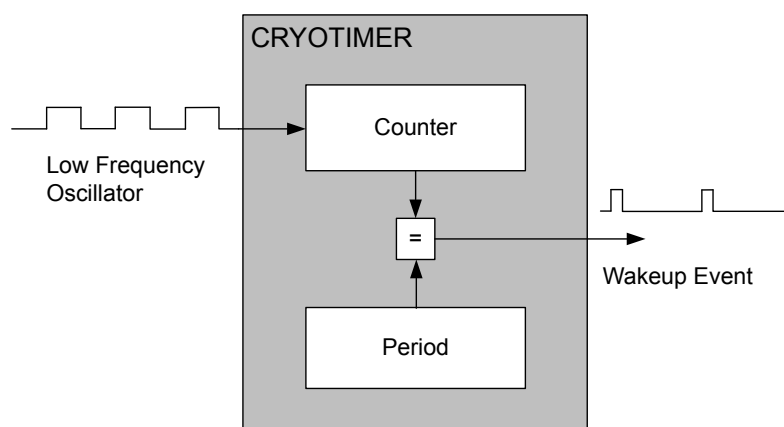 CRYOTIMER
Counter
Low Frequency
Oscillator
=
Wakeup Event
Period